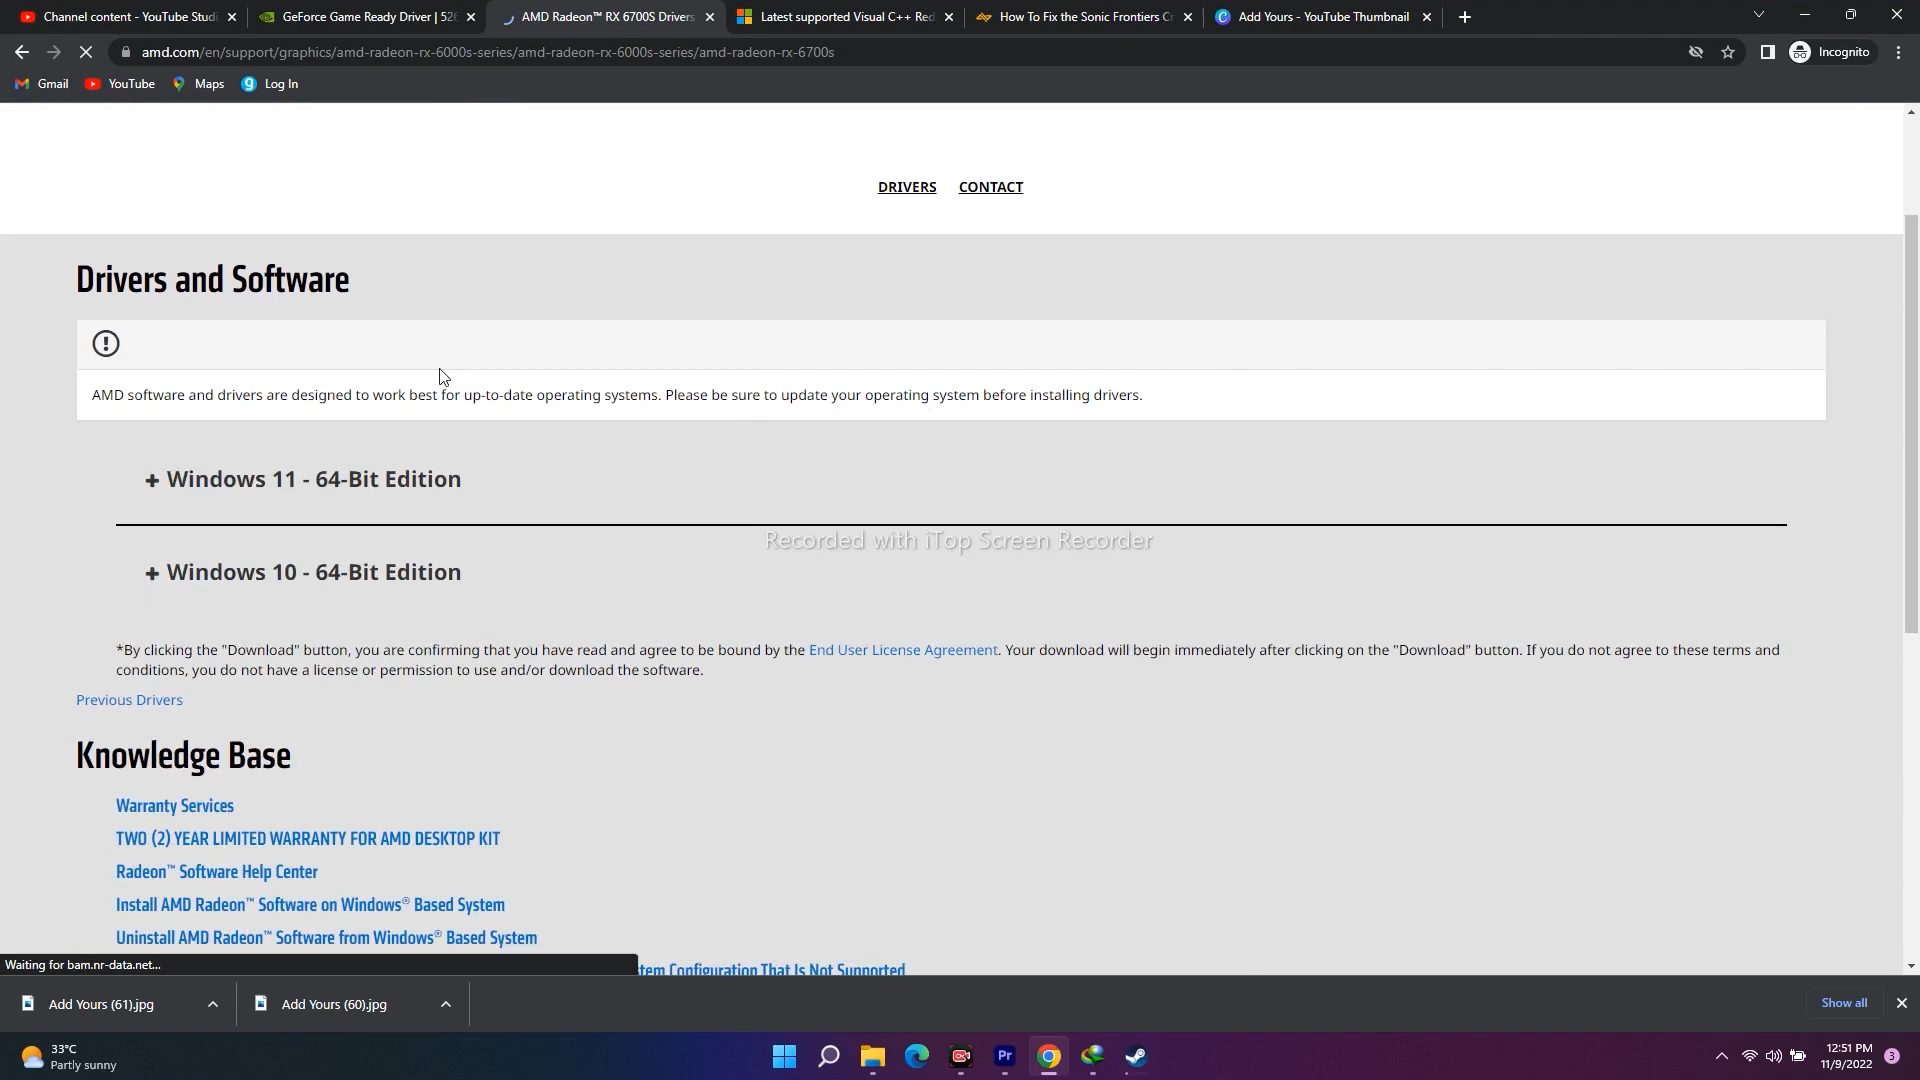 Channel content - YouTube Studi
GeForce Game Ready Driver | 526
AMD Radeon™ RX 6700S Drivers
Latest supported Visual C++ Red
How To Fix the Sonic Frontiers Cr
Add Yours - YouTube Thumbnail
amd.com/en/support/graphics/amd-radeon-rx-6000s-series/amd-radeon-rx-6000s-series/amd-radeon-rx-6700s
Incognito
Gmail
YouTube
Maps
Log In
DRIVERS
CONTACT
Drivers and Software
AMD software and drivers are designed to work best for up-to-date operating systems. Please be sure to update your operating system before installing drivers.
+ Windows 11 - 64-Bit Edition
Recorded with iTop Screen Recorder
+ Windows 10 - 64-Bit Edition
*By clicking the "Download" button, you are confirming that you have read and agree to be bound by the End User License Agreement. Your download will begin immediately after clicking on the "Download" button. If you do not agree to these terms and
conditions, you do not have a license or permission to use and/or download the software.
Previous Drivers
Knowledge Base
Warranty Services
TWO (2) YEAR LIMITED WARRANTY FOR AMD DESKTOP KIT
Radeon™ Software Help Center
Install AMD Radeon™ Software on Windows® Based System
Uninstall AMD Radeon™ Software from Windows® Based System
Waiting for bam.nr-data.net...
tem Configuration That Is Not Supported
Add Yours (61).jpg
Add Yours (60).jpg
Show all
33°C
Partly sunny
Pr
12:51 PM
11/9/2022
3